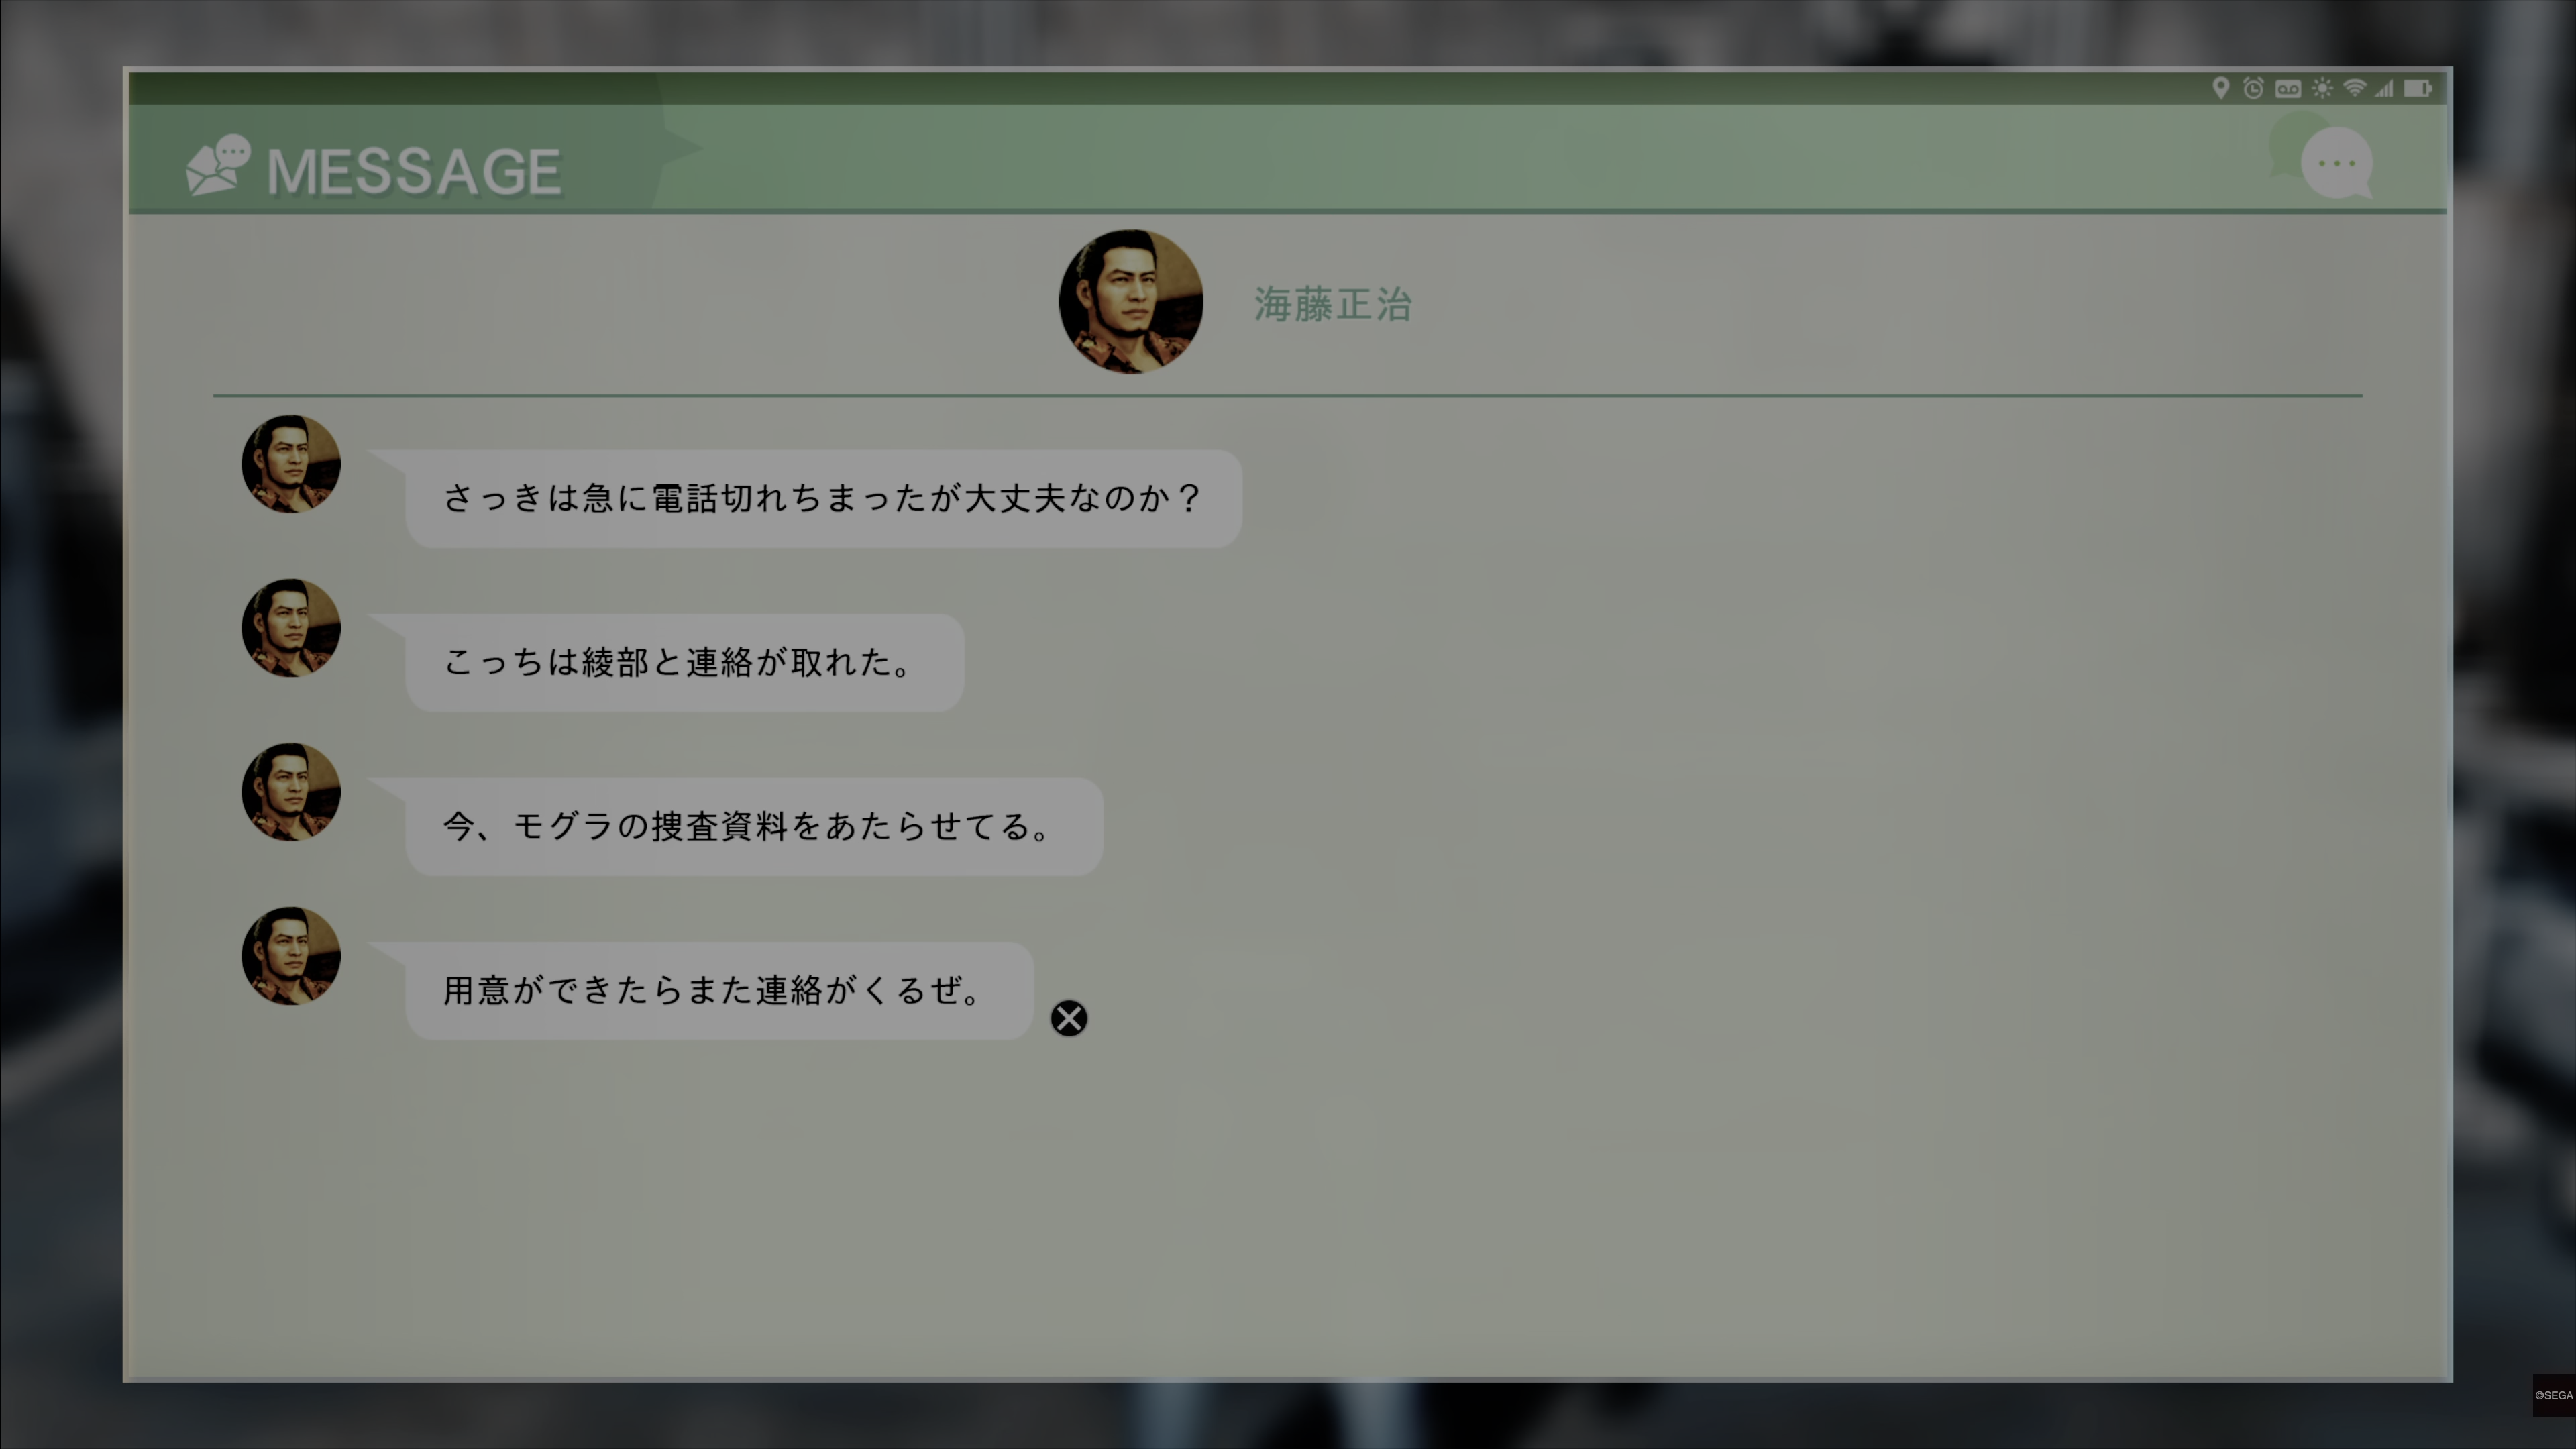 MESSAGE
海藤正治
さっきは急に電話切れちまったが大丈夫なのか？
こっちは綾部と連絡が取れた。
今、モグラの捜査資料をあたらせてる。
用意ができたらまた連絡がくるぜ。
©SEGA